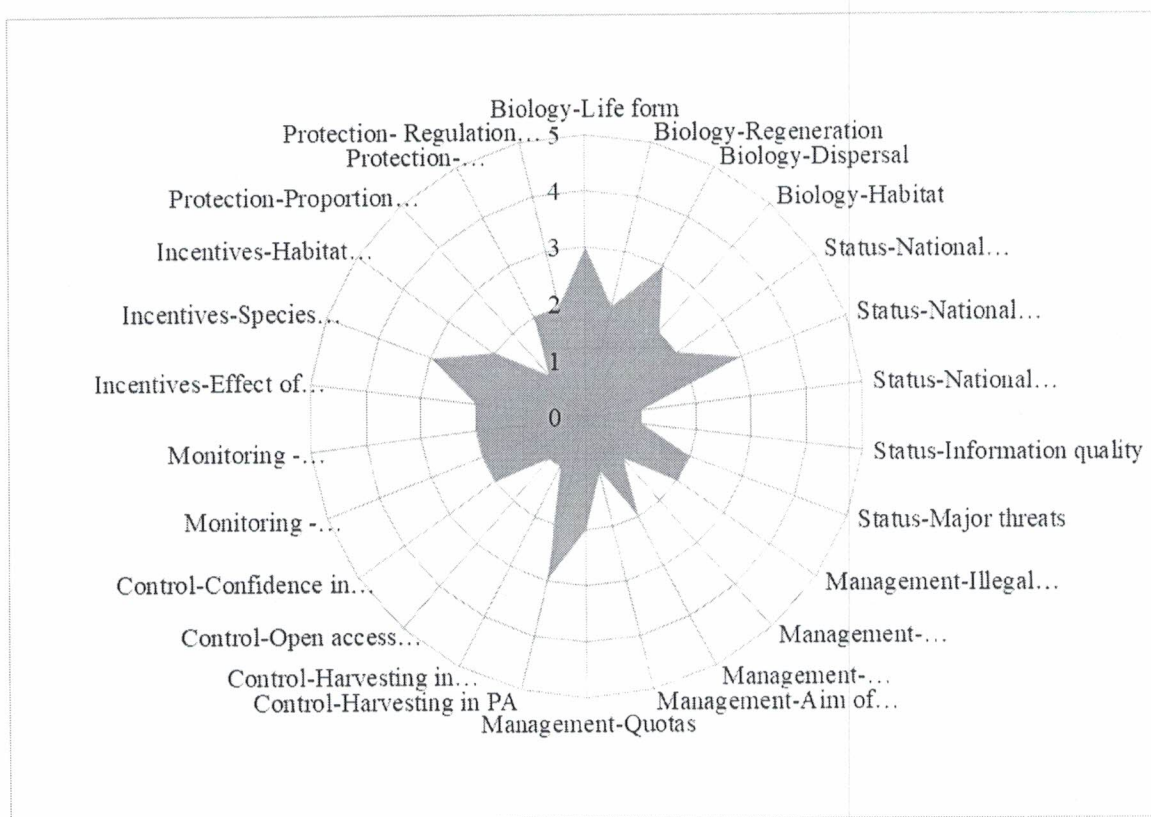 Biology-Life form
Biology-Regeneration
Biology-Dispersal
Biology-Habitat
Status-National ...
Status-National ...
Status-National ...
Status-Information quality
Status-Major threats
Management-Illegal...
Management-...
Management-...
Management-Aim of...
Management-Quotas
Control-Harvesting in PA
Control-Harvesting in...
Control-Open access...
Control-Confidence in...
Monitoring -...
Monitoring -...
Incentives-Effect of...
Incentives-Species...
Incentives-Habitat...
Protection-Proportion...
Protection-...
Protection- Regulation...
5
4
3
2
1
0